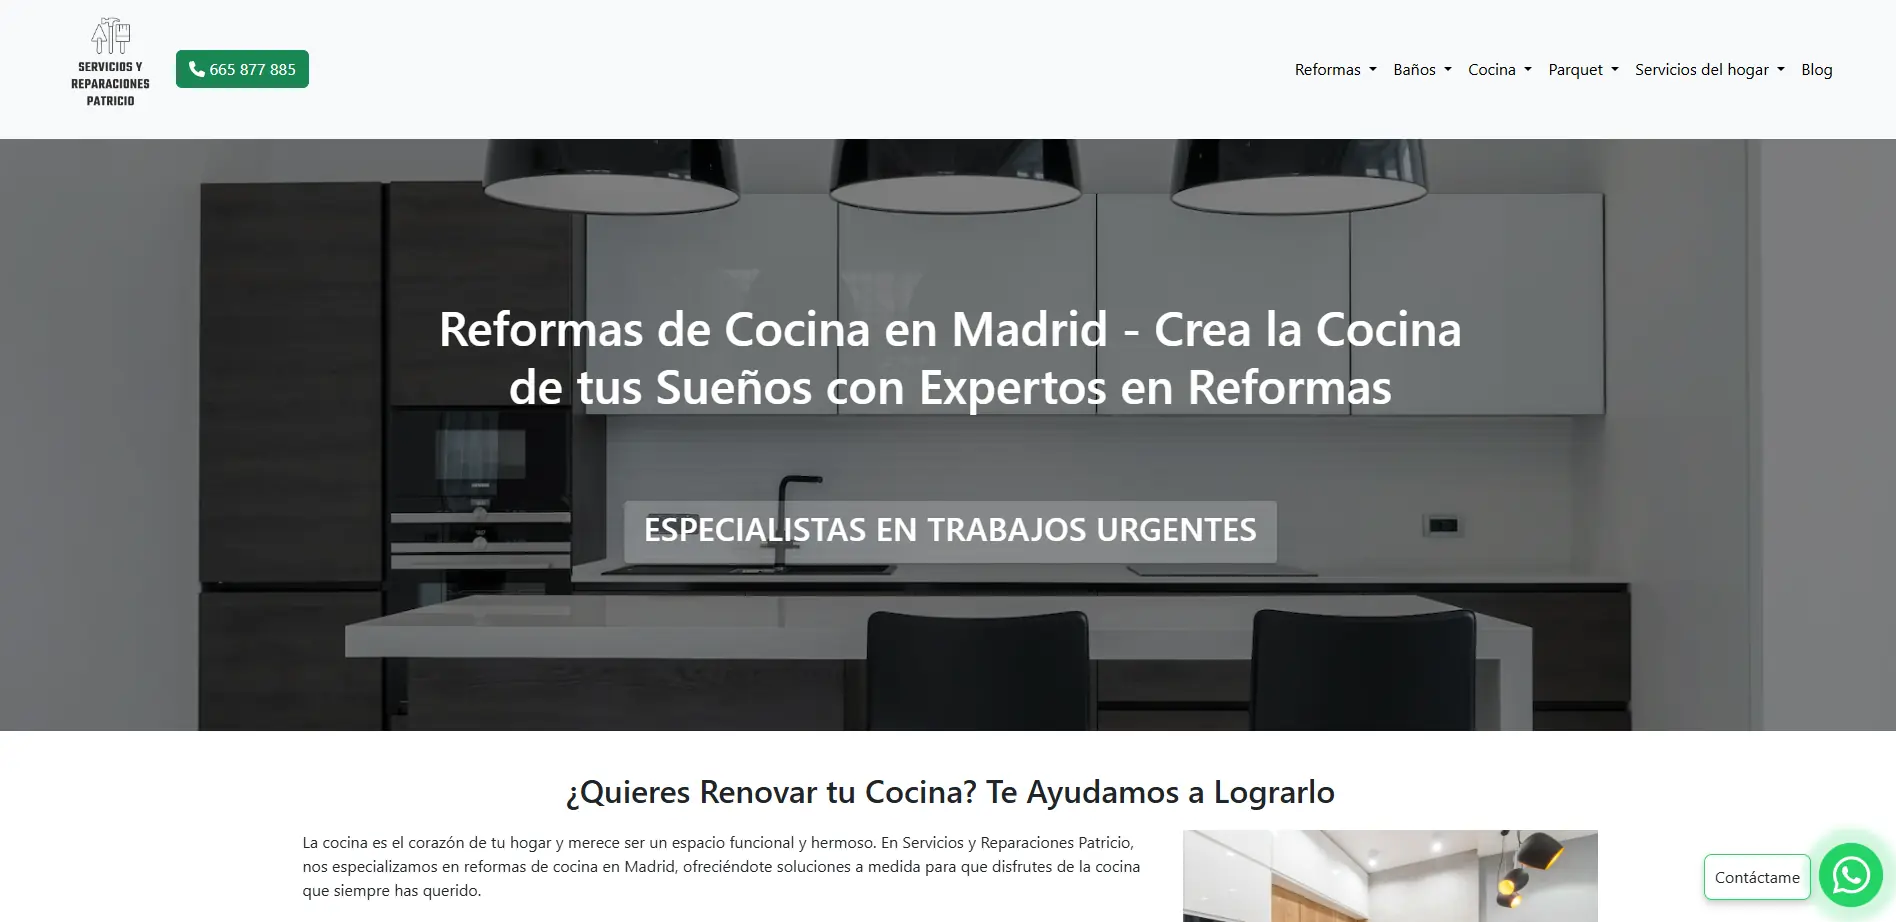 SERVICIOS Y
REPARACIONES
PATRICIO
665 877 885
Reformas
Baños
Cocina
Parquet
Servicios del hogar
Blog
Reformas de Cocina en Madrid - Crea la Cocina
de tus Sueños con Expertos en Reformas
ESPECIALISTAS EN TRABAJOS URGENTES
¿Quieres Renovar tu Cocina? Te Ayudamos a Lograrlo
La cocina es el corazón de tu hogar y merece ser un espacio funcional y hermoso. En Servicios y Reparaciones Patricio,
nos especializamos en reformas de cocina en Madrid, ofreciéndote soluciones a medida para que disfrutes de la cocina
que siempre has querido.
Contáctame